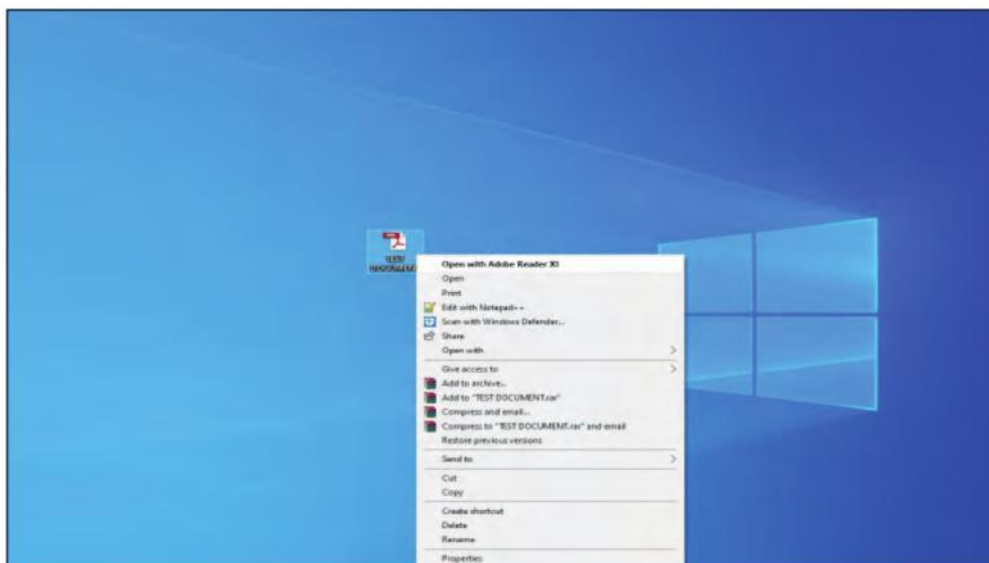 TEST
DOCUMENT
Open with Adobe Reader XI
Open
Print
Edit with Notepad++
Scan with Windows Defender...
Share
Open with
Give access to
Add to archive...
Add to "TEST DOCUMENT.rar"
Compress and email...
Compress to "TEST DOCUMENT.rar" and email
Restore previous versions
Send to
Cut
Copy
Create shortcut
Delete
Rename
Properties